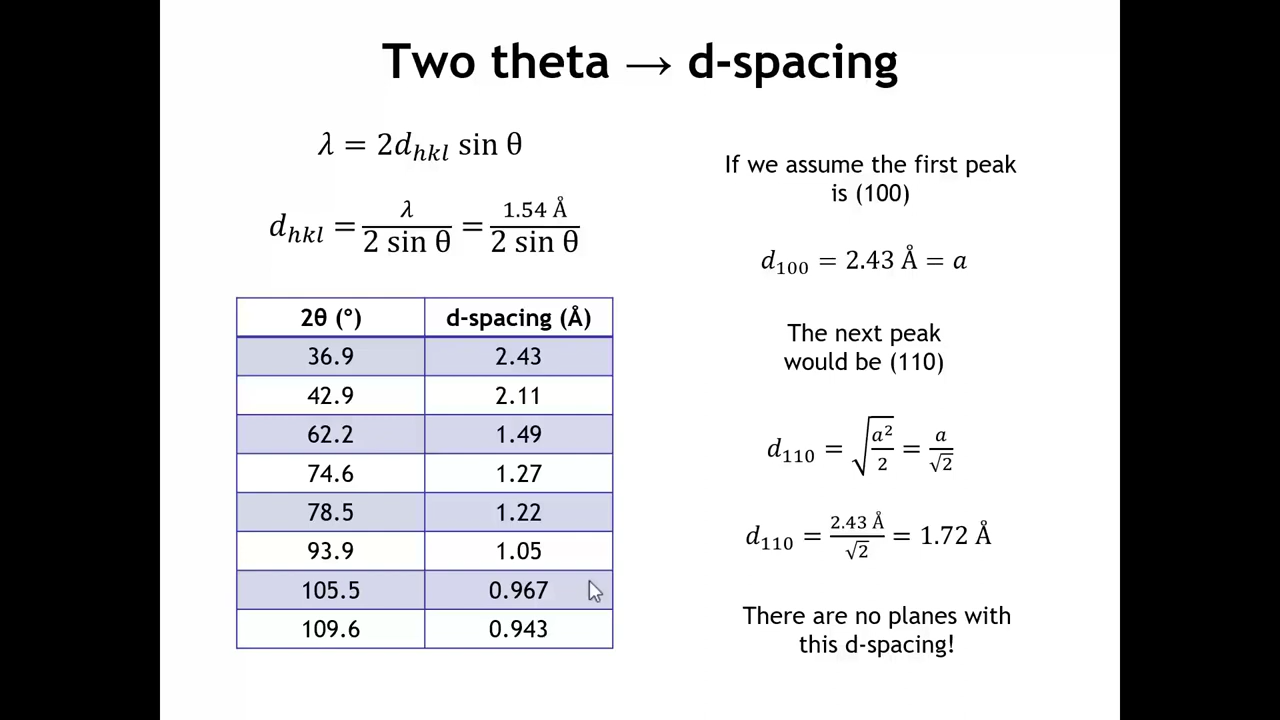 Two theta → d-spacing
λ = 2d_hkl sin θ
d_hkl = λ / (2 sin θ) = 1.54 Å / (2 sin θ)
2θ (°) d-spacing (Å)
36.9 2.43
42.9 2.11
62.2 1.49
74.6 1.27
78.5 1.22
93.9 1.05
105.5 0.967
109.6 0.943
If we assume the first peak
is (100)
d_100 = 2.43 Å = a
The next peak
would be (110)
d_110 = √(a²/2) = a/√2
d_110 = 2.43 Å/√2 = 1.72 Å
There are no planes with
this d-spacing!